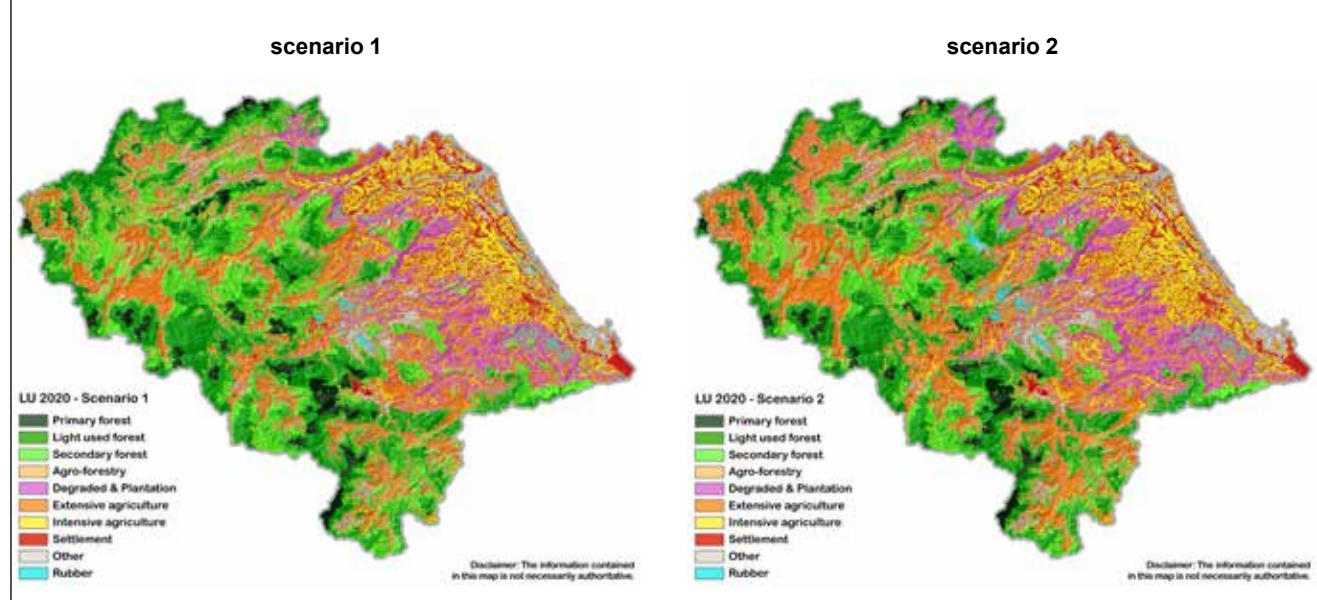 scenario 1
LU 2020 - Scenario 1
Primary forest
Light used forest
Secondary forest
Agro-forestry
Degraded & Plantation
Extensive agriculture
Intensive agriculture
Settlement
Other
Rubber
Disclaimer: The information contained
in this map is not necessarily authoritative.
scenario 2
LU 2020 - Scenario 2
Primary forest
Light used forest
Secondary forest
Agro-forestry
Degraded & Plantation
Extensive agriculture
Intensive agriculture
Settlement
Other
Rubber
Disclaimer: The information contained
in this map is not necessarily authoritative.